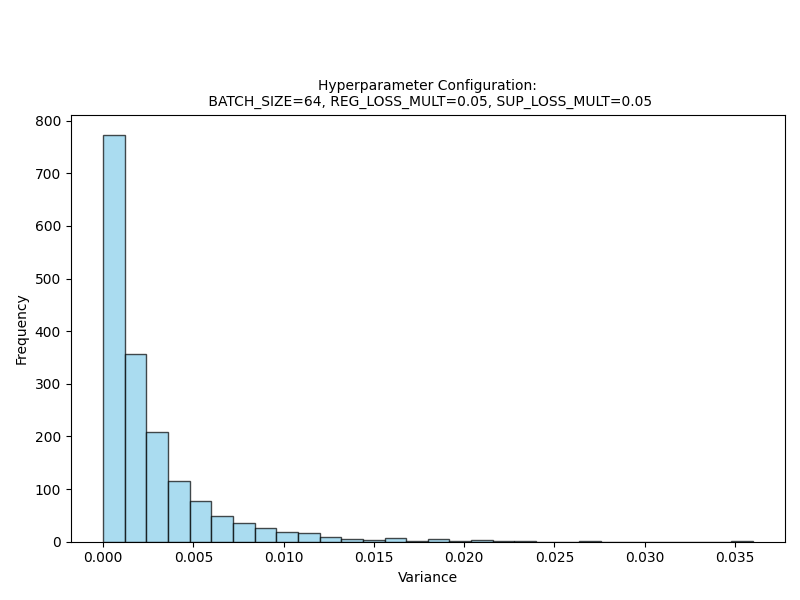 Hyperparameter Configuration:
BATCH_SIZE=64, REG_LOSS_MULT=0.05, SUP_LOSS_MULT=0.05
800
700
600
500
400
300
200
100
0
Frequency
0.000 0.005 0.010 0.015 0.020 0.025 0.030 0.035
Variance